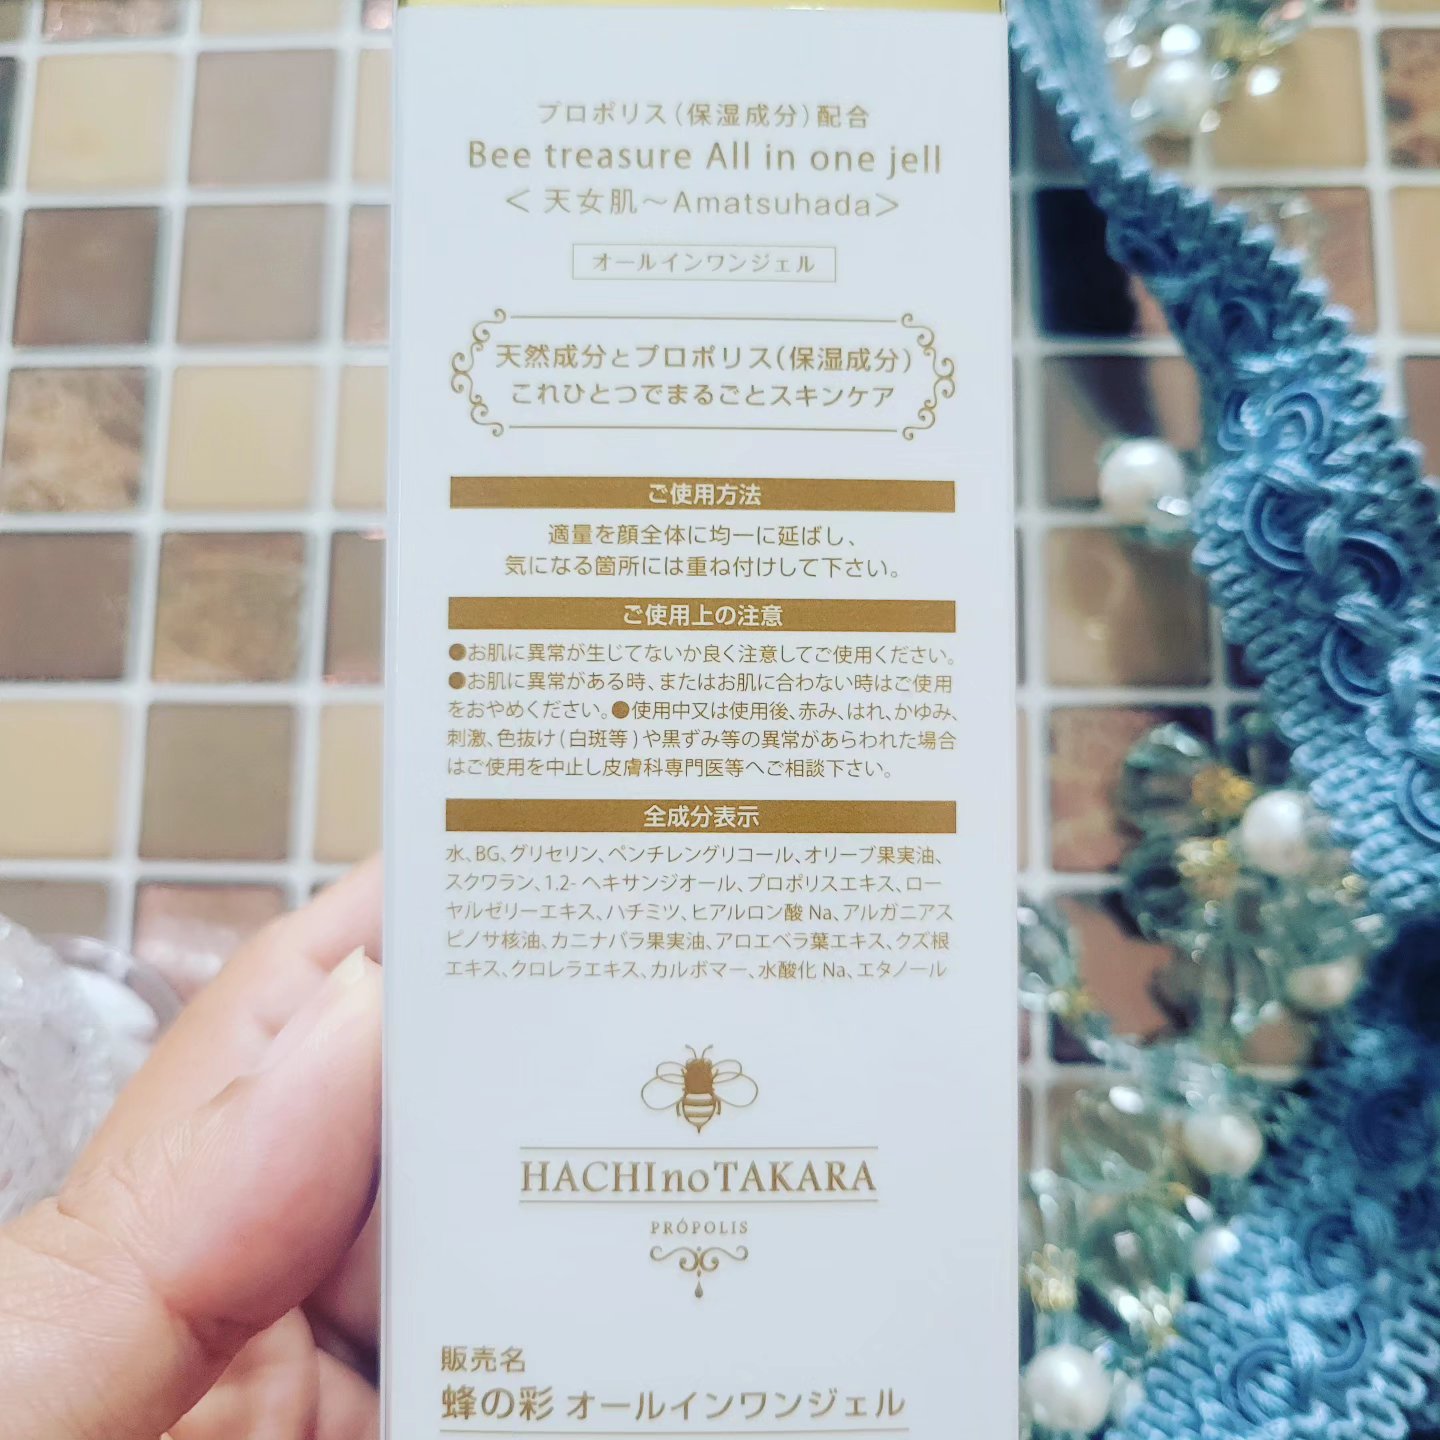 プロポリス(保湿成分)配合
Bee treasure All in one jell
＜天女肌～Amatsuhada＞
オールインワンジェル
天然成分とプロポリス(保湿成分)
これひとつでまるごとスキンケア
ご使用方法
適量を顔全体に均一に延ばし、
気になる箇所には重ね付けして下さい。
ご使用上の注意
●お肌に異常が生じてないか良く注意してご使用ください。
●お肌に異常がある時、またはお肌に合わない時はご使用
をおやめください。●使用中又は使用後、赤み、はれ、かゆみ、
刺激、色抜け(白斑等)や黒ずみ等の異常があらわれた場合
はご使用を中止し皮膚科専門医等へご相談下さい。
全成分表示
水、BG、グリセリン、ペンチレングリコール、オリーブ果実油、
スクワラン、1.2-ヘキサンジオール、プロポリスエキス、ロー
ヤルゼリーエキス、ハチミツ、ヒアルロン酸Na、アルガニアス
ピノサ核油、カニナバラ果実油、アロエベラ葉エキス、クズ根
エキス、クロレラエキス、カルボマー、水酸化Na、エタノール
HACHInoTAKARA
PRÓPOLIS
販売名
蜂の彩 オールインワンジェル